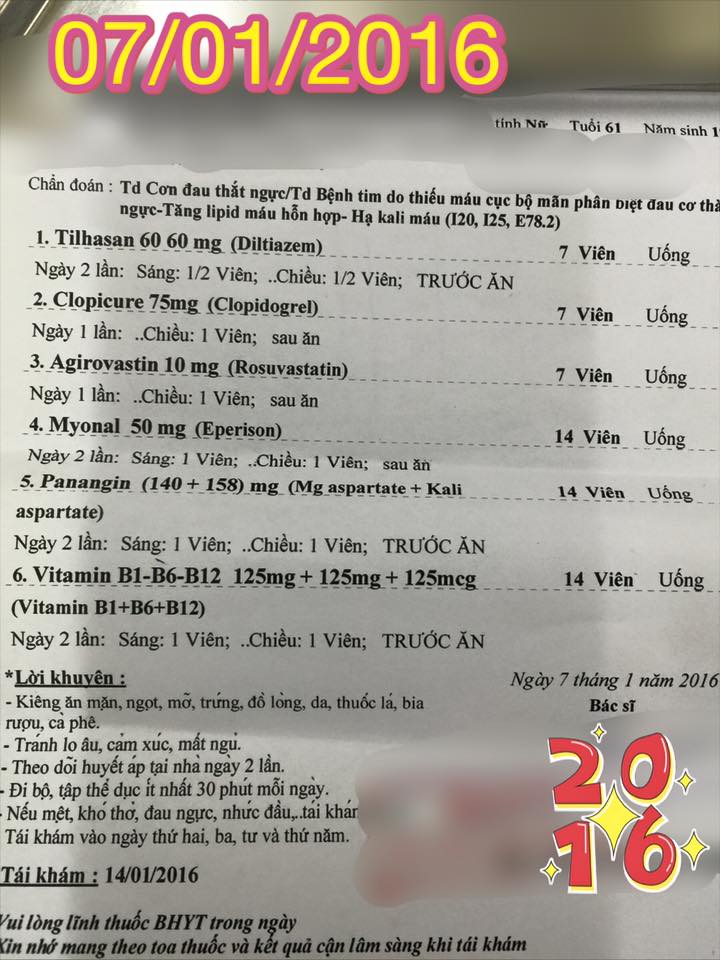 07/01/2016
tính Nữ Tuổi 61 Năm sinh
Chẩn đoán : Td Cơn đau thắt ngực/Td Bệnh tim do thiếu máu cục bộ mãn phân biệt đau cơ
ngực-Tăng lipid máu hỗn hợp- Hạ kali máu (I20, I25, E78.2)
1. Tilhasan 60 60 mg (Diltiazem) 7 Viên Uống
Ngày 2 lần: Sáng: 1/2 Viên; ..Chiều: 1/2 Viên; TRƯỚC ĂN
2. Clopicure 75mg (Clopidogrel) 7 Viên Uống
Ngày 1 lần: ..Chiều: 1 Viên; sau ăn
3. Agirovastin 10 mg (Rosuvastatin) 7 Viên Uống
Ngày 1 lần: ..Chiều: 1 Viên; sau ăn
4. Myonal 50 mg (Eperison) 14 Viên Uống
Ngày 2 lần: Sáng: 1 Viên; ..Chiều: 1 Viên; sau ăn
5. Panangin (140 + 158) mg (Mg aspartate + Kali 14 Viên Uống
aspartate)
Ngày 2 lần: Sáng: 1 Viên; ..Chiều: 1 Viên; TRƯỚC ĂN
6. Vitamin B1-B6-B12 125mg + 125mg + 125mcg 14 Viên Uống
(Vitamin B1+B6+B12)
Ngày 2 lần: Sáng: 1 Viên; ..Chiều: 1 Viên; TRƯỚC ĂN
*Lời khuyên : Ngày 7 tháng 1 năm 2016
- Kiêng ăn mặn, ngọt, mỡ, trứng, đồ lòng, da, thuốc lá, bia Bác sĩ
rượu, cà phê.
- Tránh lo âu, cảm xúc, mất ngủ.
- Theo dõi huyết áp tại nhà ngày 2 lần.
- Đi bộ, tập thể dục ít nhất 30 phút mỗi ngày.
- Nếu mệt, khó thở, đau ngực, nhức đầu,..tái khám
Tái khám vào ngày thứ hai, ba, tư và thứ năm.
20
16
Tái khám : 14/01/2016
Vui lòng lĩnh thuốc BHYT trong ngày
Xin nhớ mang theo toa thuốc và kết quả cận lâm sàng khi tái khám